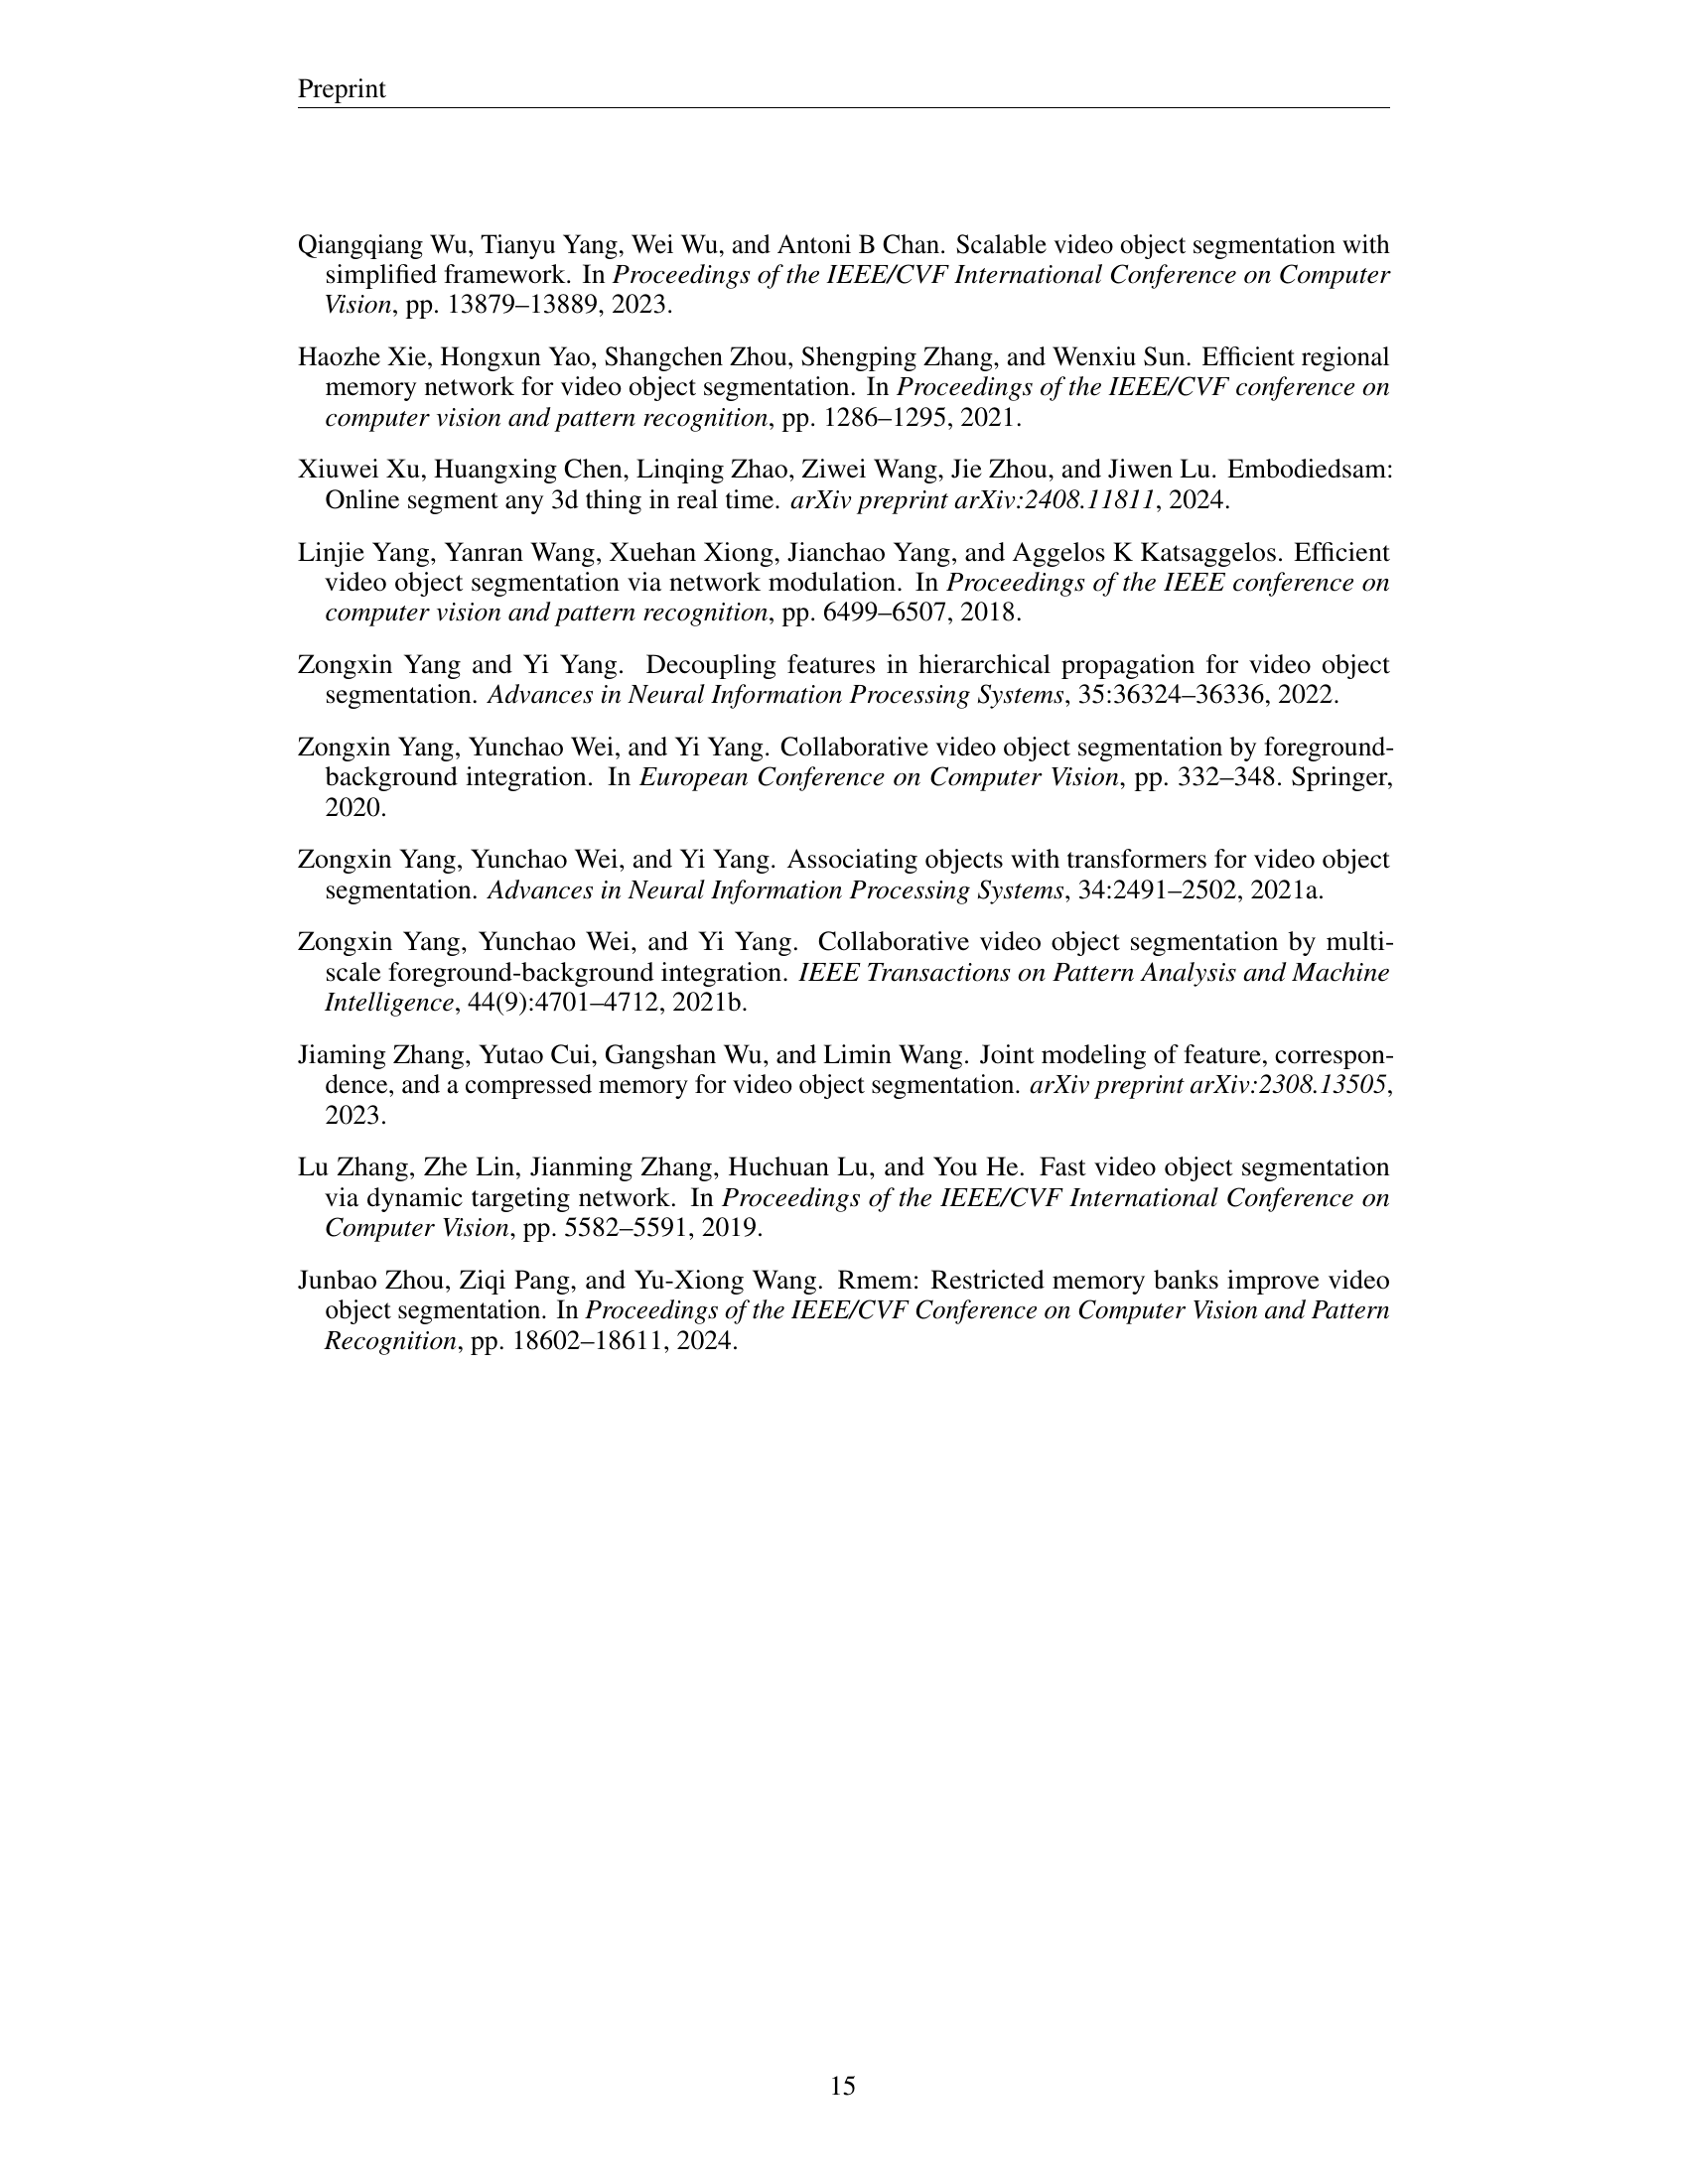 Preprint
Qiangqiang Wu, Tianyu Yang, Wei Wu, and Antoni B Chan. Scalable video object segmentation with
simplified framework. In Proceedings of the IEEE/CVF International Conference on Computer
Vision, pp. 13879–13889, 2023.
Haozhe Xie, Hongxun Yao, Shangchen Zhou, Shengping Zhang, and Wenxiu Sun. Efficient regional
memory network for video object segmentation. In Proceedings of the IEEE/CVF conference on
computer vision and pattern recognition, pp. 1286–1295, 2021.
Xiuwei Xu, Huangxing Chen, Linqing Zhao, Ziwei Wang, Jie Zhou, and Jiwen Lu. Embodiedsam:
Online segment any 3d thing in real time. arXiv preprint arXiv:2408.11811, 2024.
Linjie Yang, Yanran Wang, Xuehan Xiong, Jianchao Yang, and Aggelos K Katsaggelos. Efficient
video object segmentation via network modulation. In Proceedings of the IEEE conference on
computer vision and pattern recognition, pp. 6499–6507, 2018.
Zongxin Yang and Yi Yang. Decoupling features in hierarchical propagation for video object
segmentation. Advances in Neural Information Processing Systems, 35:36324–36336, 2022.
Zongxin Yang, Yunchao Wei, and Yi Yang. Collaborative video object segmentation by foreground-
background integration. In European Conference on Computer Vision, pp. 332–348. Springer,
2020.
Zongxin Yang, Yunchao Wei, and Yi Yang. Associating objects with transformers for video object
segmentation. Advances in Neural Information Processing Systems, 34:2491–2502, 2021a.
Zongxin Yang, Yunchao Wei, and Yi Yang. Collaborative video object segmentation by multi-
scale foreground-background integration. IEEE Transactions on Pattern Analysis and Machine
Intelligence, 44(9):4701–4712, 2021b.
Jiaming Zhang, Yutao Cui, Gangshan Wu, and Limin Wang. Joint modeling of feature, correspon-
dence, and a compressed memory for video object segmentation. arXiv preprint arXiv:2308.13505,
2023.
Lu Zhang, Zhe Lin, Jianming Zhang, Huchuan Lu, and You He. Fast video object segmentation
via dynamic targeting network. In Proceedings of the IEEE/CVF International Conference on
Computer Vision, pp. 5582–5591, 2019.
Junbao Zhou, Ziqi Pang, and Yu-Xiong Wang. Rmem: Restricted memory banks improve video
object segmentation. In Proceedings of the IEEE/CVF Conference on Computer Vision and Pattern
Recognition, pp. 18602–18611, 2024.
15